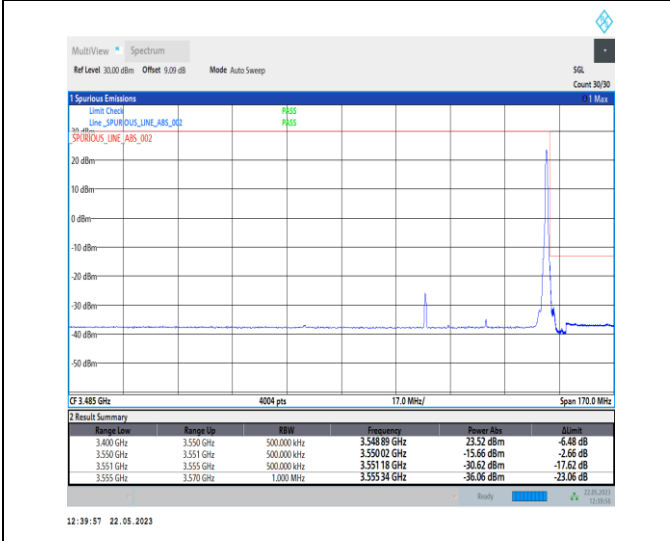 MultiView Spectrum
Ref Level 30.00 dBm Offset 9.09 dB Mode Auto Sweep SGL
Count 30/30
1 Spurious Emissions 1 Max
Limit Check PASS
Line _SPURIOUS_LINE_ABS_002 PASS
30 dBm
_SPURIOUS_LINE_ABS_002
20 dBm
10 dBm
0 dBm
-10 dBm
-20 dBm
-30 dBm
-40 dBm
-50 dBm
CF 3.485 GHz 4004 pts 17.0 MHz/ Span 170.0 MHz
2 Result Summary
Range Low Range Up RBW Frequency Power Abs ΔLimit
3.400 GHz 3.550 GHz 500.000 kHz 3.548 89 GHz 23.52 dBm -6.48 dB
3.550 GHz 3.551 GHz 500.000 kHz 3.550 02 GHz -15.66 dBm -2.66 dB
3.551 GHz 3.555 GHz 500.000 kHz 3.551 18 GHz -30.62 dBm -17.62 dB
3.555 GHz 3.570 GHz 1.000 MHz 3.555 34 GHz -36.06 dBm -23.06 dB
Ready 22.05.2023
12:39:58
12:39:57 22.05.2023